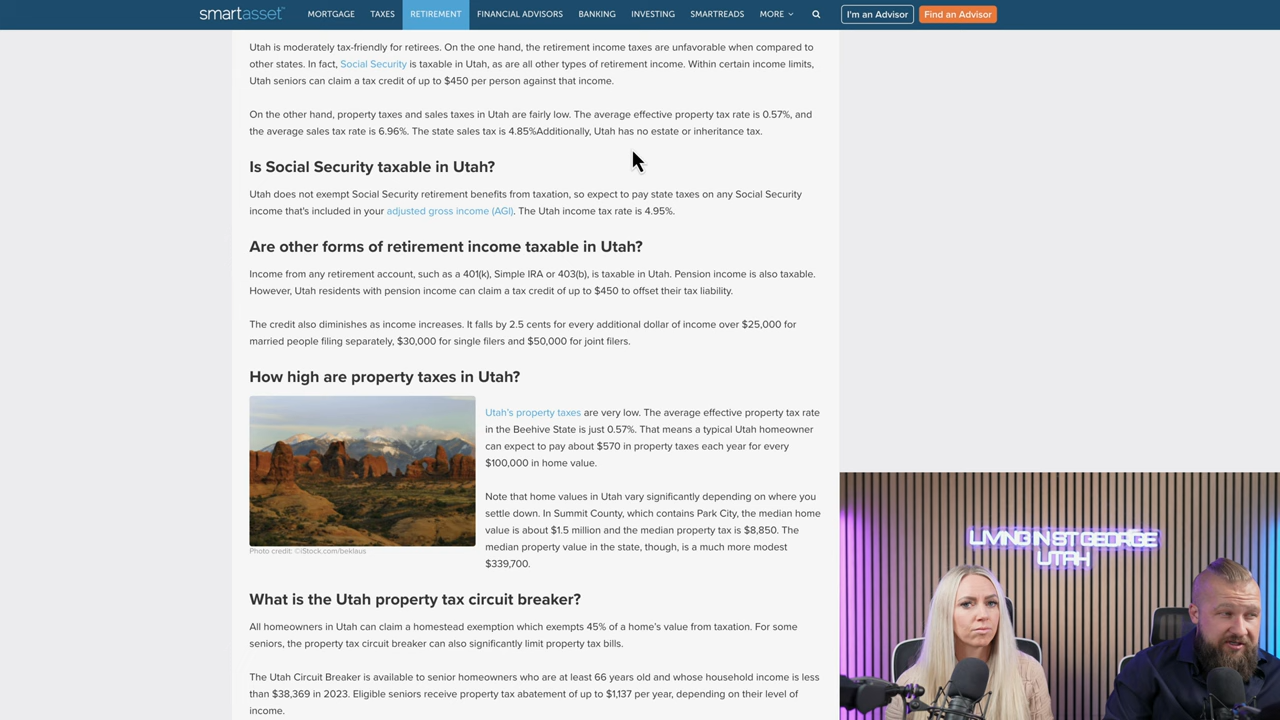 smartasset™ MORTGAGE TAXES RETIREMENT FINANCIAL ADVISORS BANKING INVESTING SMARTREADS MORE I'm an Advisor Find an Advisor
Utah is moderately tax-friendly for retirees. On the one hand, the retirement income taxes are unfavorable when compared to
other states. In fact, Social Security is taxable in Utah, as are all other types of retirement income. Within certain income limits,
Utah seniors can claim a tax credit of up to $450 per person against that income.
On the other hand, property taxes and sales taxes in Utah are fairly low. The average effective property tax rate is 0.57%, and
the average sales tax rate is 6.96%. The state sales tax is 4.85%Additionally, Utah has no estate or inheritance tax.
Is Social Security taxable in Utah?
Utah does not exempt Social Security retirement benefits from taxation, so expect to pay state taxes on any Social Security
income that's included in your adjusted gross income (AGI). The Utah income tax rate is 4.95%.
Are other forms of retirement income taxable in Utah?
Income from any retirement account, such as a 401(k), Simple IRA or 403(b), is taxable in Utah. Pension income is also taxable.
However, Utah residents with pension income can claim a tax credit of up to $450 to offset their tax liability.
The credit also diminishes as income increases. It falls by 2.5 cents for every additional dollar of income over $25,000 for
married people filing separately, $30,000 for single filers and $50,000 for joint filers.
How high are property taxes in Utah?
Utah's property taxes are very low. The average effective property tax rate
in the Beehive State is just 0.57%. That means a typical Utah homeowner
can expect to pay about $570 in property taxes each year for every
$100,000 in home value.
Note that home values in Utah vary significantly depending on where you
settle down. In Summit County, which contains Park City, the median home
value is about $1.5 million and the median property tax is $8,850. The
median property value in the state, though, is a much more modest
$339,700.
Photo credit: ©iStock.com/beklaus
What is the Utah property tax circuit breaker?
All homeowners in Utah can claim a homestead exemption which exempts 45% of a home's value from taxation. For some
seniors, the property tax circuit breaker can also significantly limit property tax bills.
The Utah Circuit Breaker is available to senior homeowners who are at least 66 years old and whose household income is less
than $38,369 in 2023. Eligible seniors receive property tax abatement of up to $1,137 per year, depending on their level of
income.
LIVING IN ST GEORGE
UTAH